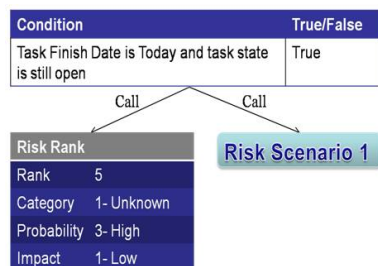 Condition True/False
Task Finish Date is Today and task state True
is still open
Call Call
Risk Rank
Rank 5
Category 1- Unknown
Probability 3- High
Impact 1- Low
Risk Scenario 1